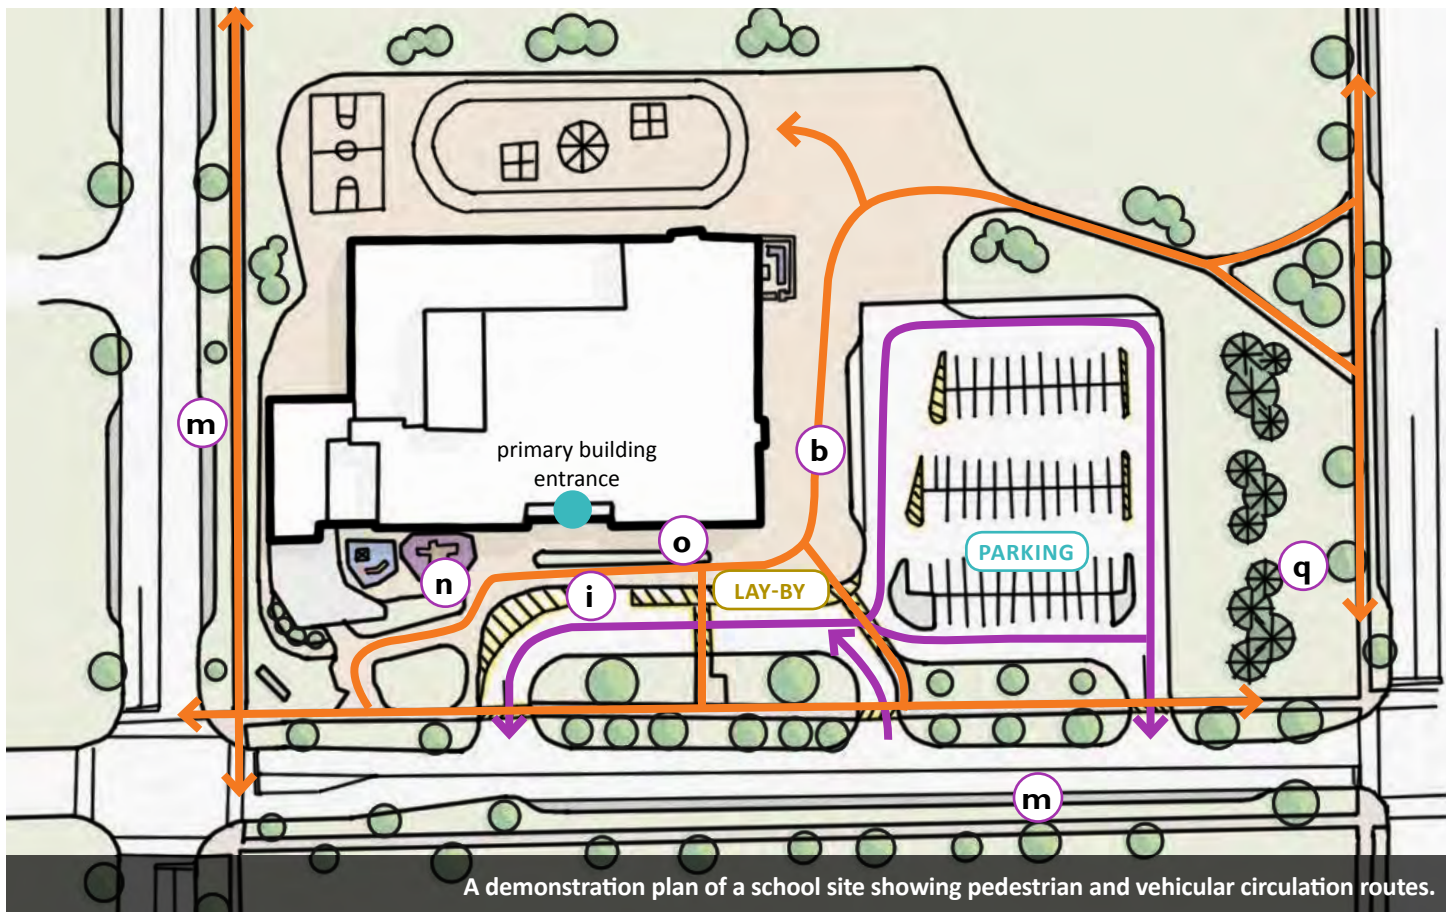 m
b
primary building
entrance
PARKING
o
q
n
i
LAY-BY
m
A demonstration plan of a school site showing pedestrian and vehicular circulation routes.